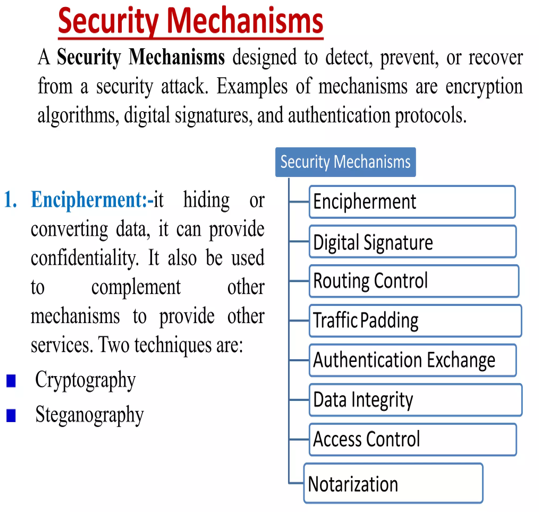 Security Mechanisms
A Security Mechanisms designed to detect, prevent, or recover
from a security attack. Examples of mechanisms are encryption
algorithms, digital signatures, and authentication protocols.
1. Encipherment:-it hiding or
converting data, it can provide
confidentiality. It also be used
to complement other
mechanisms to provide other
services. Two techniques are:
Cryptography
Steganography
Security Mechanisms
Encipherment
Digital Signature
Routing Control
Traffic Padding
Authentication Exchange
Data Integrity
Access Control
Notarization